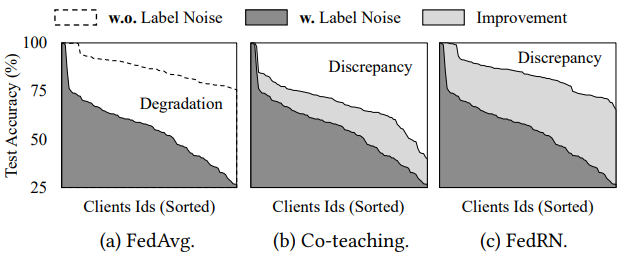 w.o. Label Noise w. Label Noise Improvement
Test Accuracy (%)
100
75
50
25
Degradation
Discrepancy
Discrepancy
Clients Ids (Sorted) Clients Ids (Sorted) Clients Ids (Sorted)
(a) FedAvg. (b) Co-teaching. (c) FedRN.